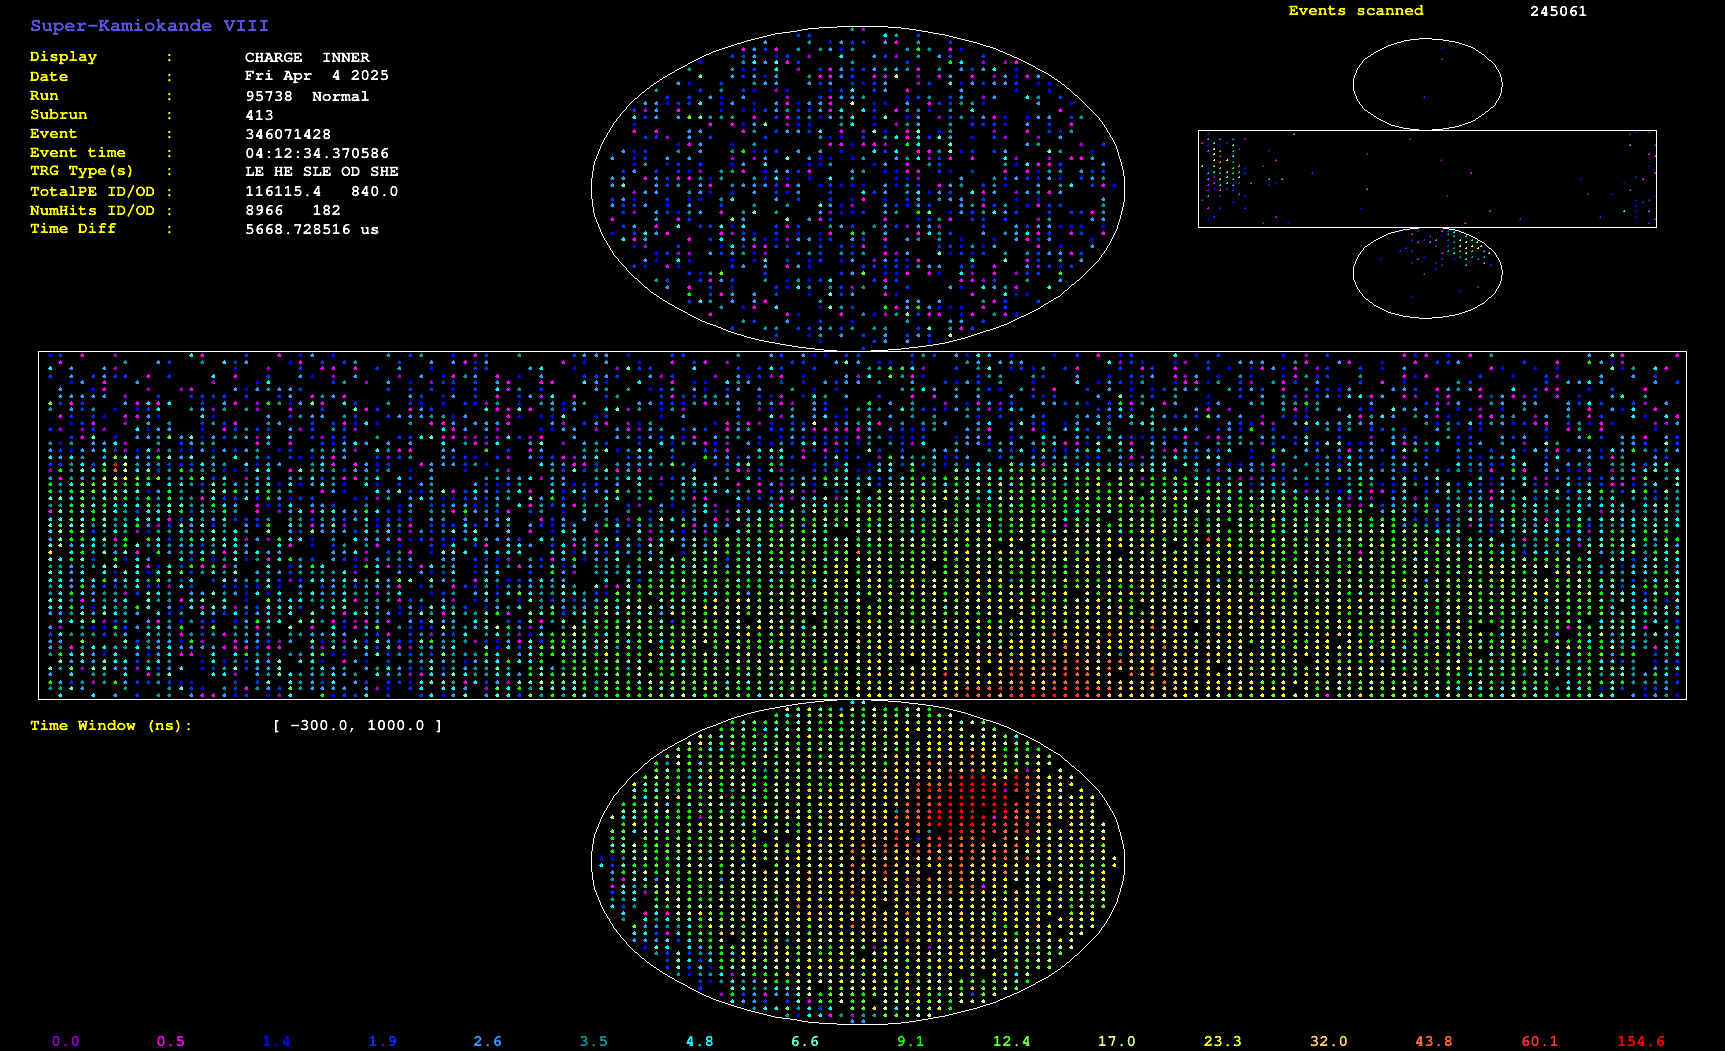 Super-Kamiokande VIII
Events scanned 245061
Display : CHARGE INNER
Date : Fri Apr 4 2025
Run : 95738 Normal
Subrun : 413
Event : 346071428
Event time : 04:12:34.370586
TRG Type(s) : LE HE SLE OD SHE
TotalPE ID/OD : 116115.4 840.0
NumHits ID/OD : 8966 182
Time Diff : 5668.728516 us
Time Window (ns): [ -300.0, 1000.0 ]
0.0 0.5 1.4 1.9 2.6 3.5 4.8 6.6 9.1 12.4 17.0 23.3 32.0 43.8 60.1 154.6